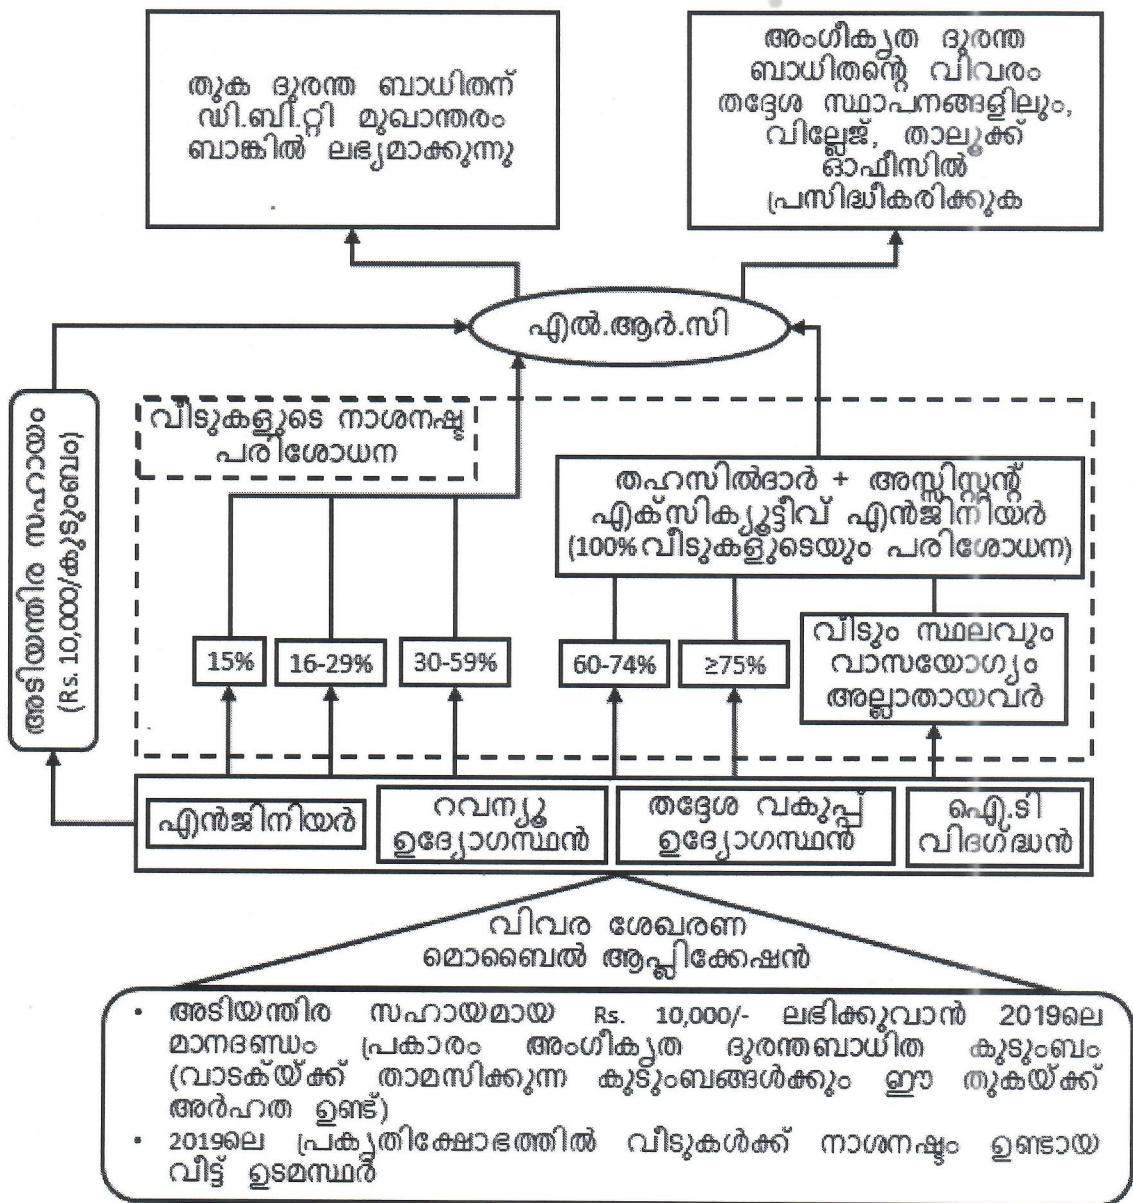 തുക ദുരന്ത ബാധിതന്
ഡി.ബി.റ്റി മുഖാന്തരം
ബാങ്കിൽ ലഭ്യമാക്കുന്നു
അംഗീകൃത ദുരന്ത
ബാധിതന്റെ വിവരം
തദ്ദേശ സ്ഥാപനങ്ങളിലും,
വില്ലേജ്, താലൂക്ക്
ഓഫീസിൽ
പ്രസിദ്ധീകരിക്കുക
എൽ.ആർ.സി
അടിയന്തിര സഹായം
(Rs. 10,000/കുടുംബം)
വീടുകളുടെ നാശനഷ്ട
പരിശോധന
തഹസിൽദാർ + അസ്സിസ്റ്റന്റ്
എക്സിക്യൂട്ടീവ് എൻജിനിയർ
(100% വീടുകളുടെയും പരിശോധന)
15%
16-29%
30-59%
60-74%
≥75%
വീടും സ്ഥലവും
വാസയോഗ്യം
അല്ലാതായവർ
എൻജിനിയർ
റവന്യൂ
ഉദ്യോഗസ്ഥൻ
തദ്ദേശ വകുപ്പ്
ഉദ്യോഗസ്ഥൻ
ഐ.ടി
വിദഗ്ദ്ധൻ
വിവര ശേഖരണ
മൊബൈൽ ആപ്ലിക്കേഷൻ
• അടിയന്തിര സഹായമായ Rs. 10,000/- ലഭിക്കുവാൻ 2019ലെ
മാനദണ്ഡം പ്രകാരം അംഗീകൃത ദുരന്തബാധിത കുടുംബം
(വാടക്യ്ക്ക് താമസിക്കുന്ന കുടുംബങ്ങൾക്കും ഈ തുകയ്ക്ക്
അർഹത ഉണ്ട്)
• 2019ലെ പ്രകൃതിക്ഷോഭത്തിൽ വീടുകൾക്ക് നാശനഷ്ടം ഉണ്ടായ
വീട്ട് ഉടമസ്ഥർ